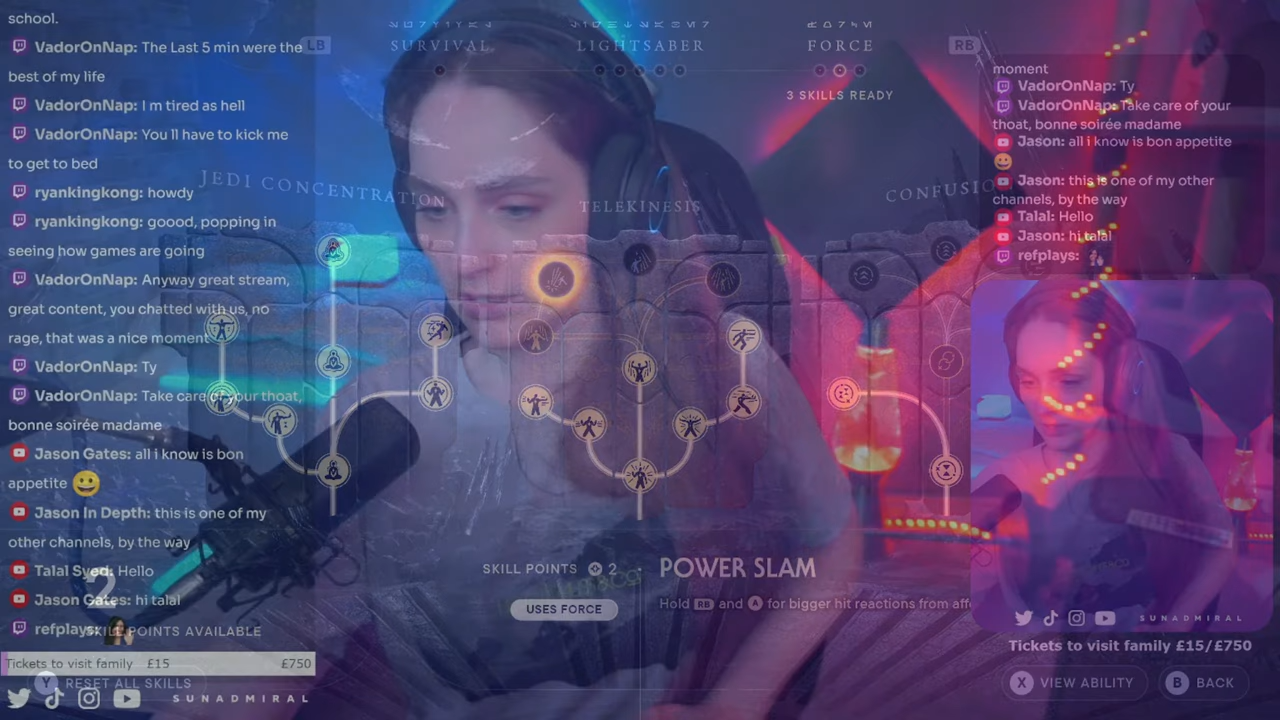 school.
VadorOnNap: The Last 5 min were the
best of my life
VadorOnNap: I m tired as hell
VadorOnNap: You ll have to kick me
to get to bed
ryankingkong: howdy
ryankingkong: goood, popping in
seeing how games are going
VadorOnNap: Anyway great stream,
great content, you chatted with us, no
rage, that was a nice moment
VadorOnNap: Ty
VadorOnNap: Take care of your thoat,
bonne soirée madame
Jason Gates: all i know is bon
appetite 😀
Jason In Depth: this is one of my
other channels, by the way
Talal Syed: Hello
Jason Gates: hi talal
refplays:
2
SKILL POINTS AVAILABLE
Tickets to visit family £15 £750
Y RESET ALL SKILLS
SUNADMIRAL
LB SURVIVAL LIGHTSABER FORCE RB
3 SKILLS READY
JEDI CONCENTRATION TELEKINESIS CONFUSIO
SKILL POINTS 2
USES FORCE
POWER SLAM
Hold RB and A for bigger hit reactions from aff
moment
VadorOnNap: Ty
VadorOnNap: Take care of your
thoat, bonne soirée madame
Jason: all i know is bon appetite
😀
Jason: this is one of my other
channels, by the way
Talal: Hello
Jason: hi talal
refplays:
SUNADMIRAL
Tickets to visit family £15/£750
X VIEW ABILITY B BACK